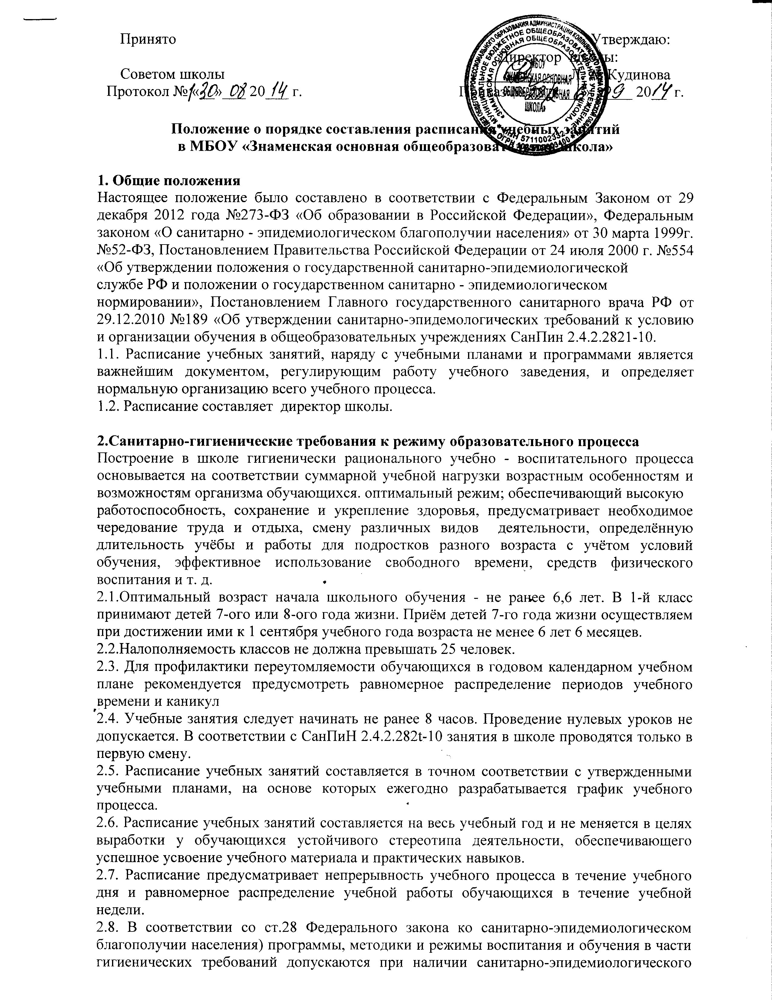 Принято Утверждаю:
Директор школы:
Советом школы Л. Кудинова
Протокол №1«30» 08 2014 г. Приказ 2014 г.
Положение о порядке составления расписания учебных занятий
в МБОУ «Знаменская основная общеобразовательная школа»
МБОУ
«ЗНАМЕНСКАЯ ОСНОВНАЯ
ОБЩЕОБРАЗОВАТЕЛЬНАЯ
ШКОЛА»
1. Общие положения
Настоящее положение было составлено в соответствии с Федеральным Законом от 29
декабря 2012 года №273-ФЗ «Об образовании в Российской Федерации», Федеральным
законом «О санитарно - эпидемиологическом благополучии населения» от 30 марта 1999г.
№52-ФЗ, Постановлением Правительства Российской Федерации от 24 июля 2000 г. №554
«Об утверждении положения о государственной санитарно-эпидемиологической
службе РФ и положении о государственном санитарно - эпидемиологическом
нормировании», Постановлением Главного государственного санитарного врача РФ от
29.12.2010 №189 «Об утверждении санитарно-эпидемологических требований к условию
и организации обучения в общеобразовательных учреждениях СанПин 2.4.2.2821-10.
1.1. Расписание учебных занятий, наряду с учебными планами и программами является
важнейшим документом, регулирующим работу учебного заведения, и определяет
нормальную организацию всего учебного процесса.
1.2. Расписание составляет директор школы.
2.Санитарно-гигиенические требования к режиму образовательного процесса
Построение в школе гигиенически рационального учебно - воспитательного процесса
основывается на соответствии суммарной учебной нагрузки возрастным особенностям и
возможностям организма обучающихся. оптимальный режим; обеспечивающий высокую
работоспособность, сохранение и укрепление здоровья, предусматривает необходимое
чередование труда и отдыха, смену различных видов деятельности, определённую
длительность учёбы и работы для подростков разного возраста с учётом условий
обучения, эффективное использование свободного времени, средств физического
воспитания и т. д.
2.1.Оптимальный возраст начала школьного обучения - не ранее 6,6 лет. В 1-й класс
принимают детей 7-ого или 8-ого года жизни. Приём детей 7-го года жизни осуществляем
при достижении ими к 1 сентября учебного года возраста не менее 6 лет 6 месяцев.
2.2.Налополняемость классов не должна превышать 25 человек.
2.3. Для профилактики переутомляемости обучающихся в годовом календарном учебном
плане рекомендуется предусмотреть равномерное распределение периодов учебного
времени и каникул
2.4. Учебные занятия следует начинать не ранее 8 часов. Проведение нулевых уроков не
допускается. В соответствии с СанПиН 2.4.2.282t-10 занятия в школе проводятся только в
первую смену.
2.5. Расписание учебных занятий составляется в точном соответствии с утвержденными
учебными планами, на основе которых ежегодно разрабатывается график учебного
процесса.
2.6. Расписание учебных занятий составляется на весь учебный год и не меняется в целях
выработки у обучающихся устойчивого стереотипа деятельности, обеспечивающего
успешное усвоение учебного материала и практических навыков.
2.7. Расписание предусматривает непрерывность учебного процесса в течение учебного
дня и равномерное распределение учебной работы обучающихся в течение учебной
недели.
2.8. В соответствии со ст.28 Федерального закона ко санитарно-эпидемиологическом
благополучии населения) программы, методики и режимы воспитания и обучения в части
гигиенических требований допускаются при наличии санитарно-эпидемиологического